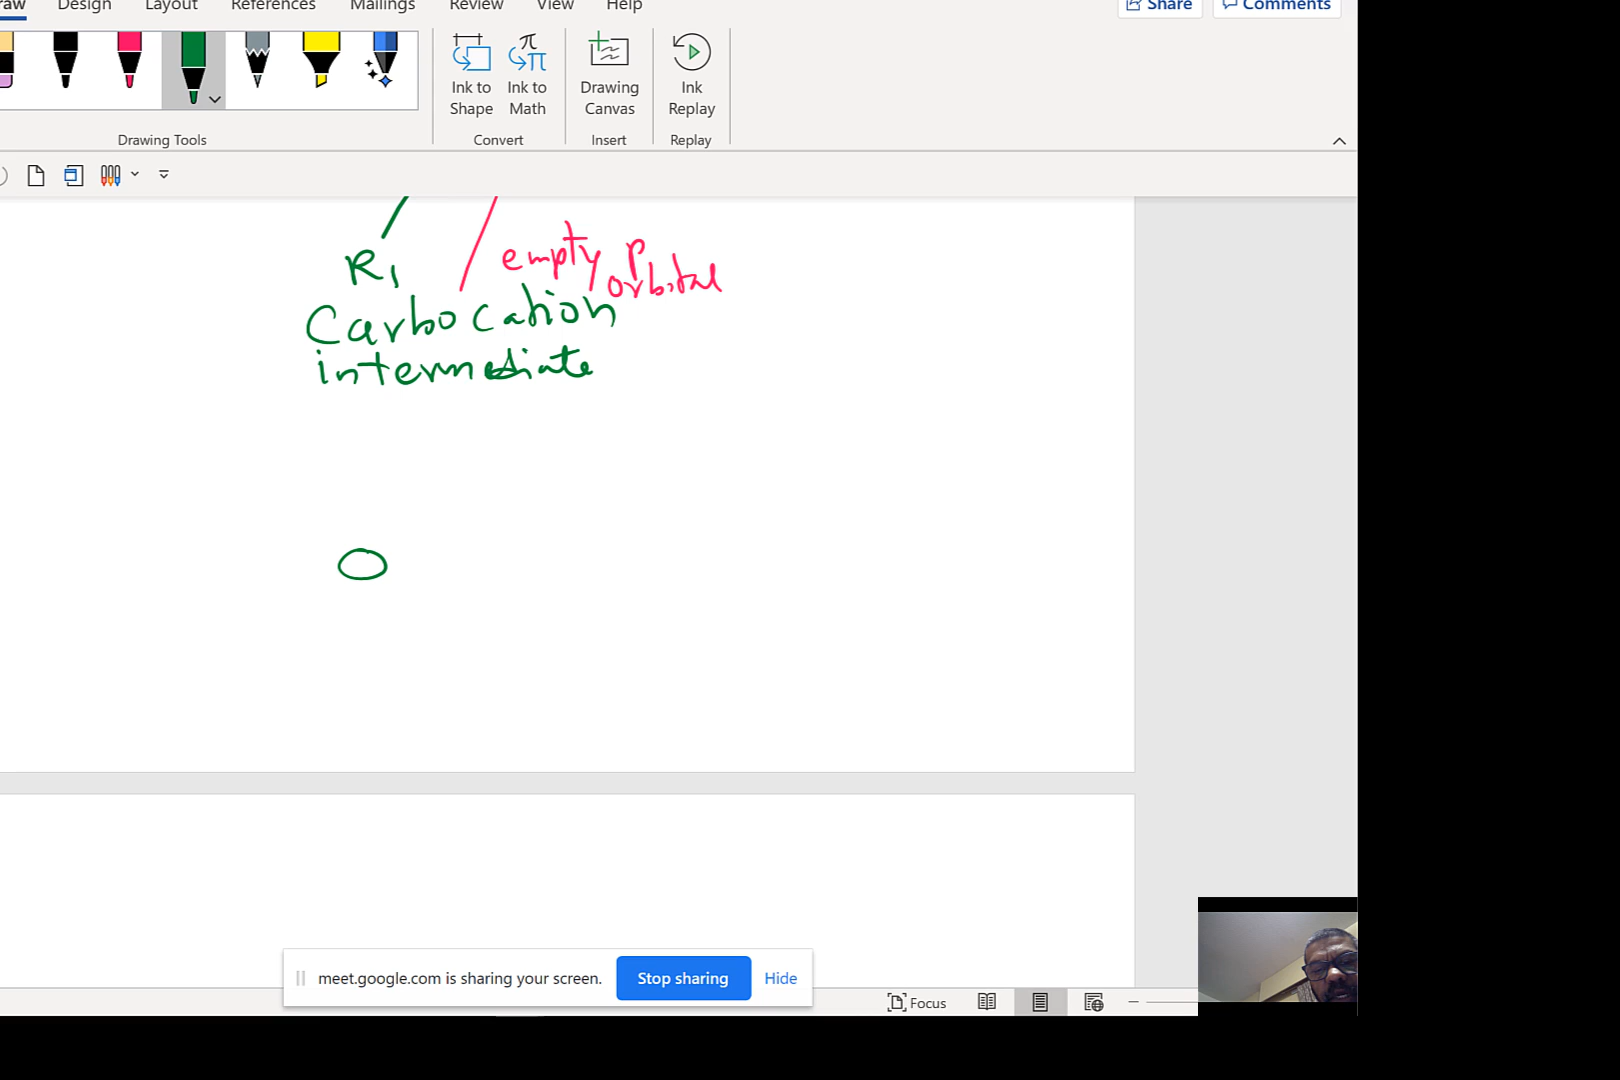 aw Design Layout References Mailings Review View Help
Share Comments
Ink to Shape
Ink to Math
Drawing Canvas
Ink Replay
Drawing Tools
Convert
Insert
Replay
R1
empty p
orbital
Carbocation
intermediate
meet.google.com is sharing your screen. Stop sharing Hide
Focus